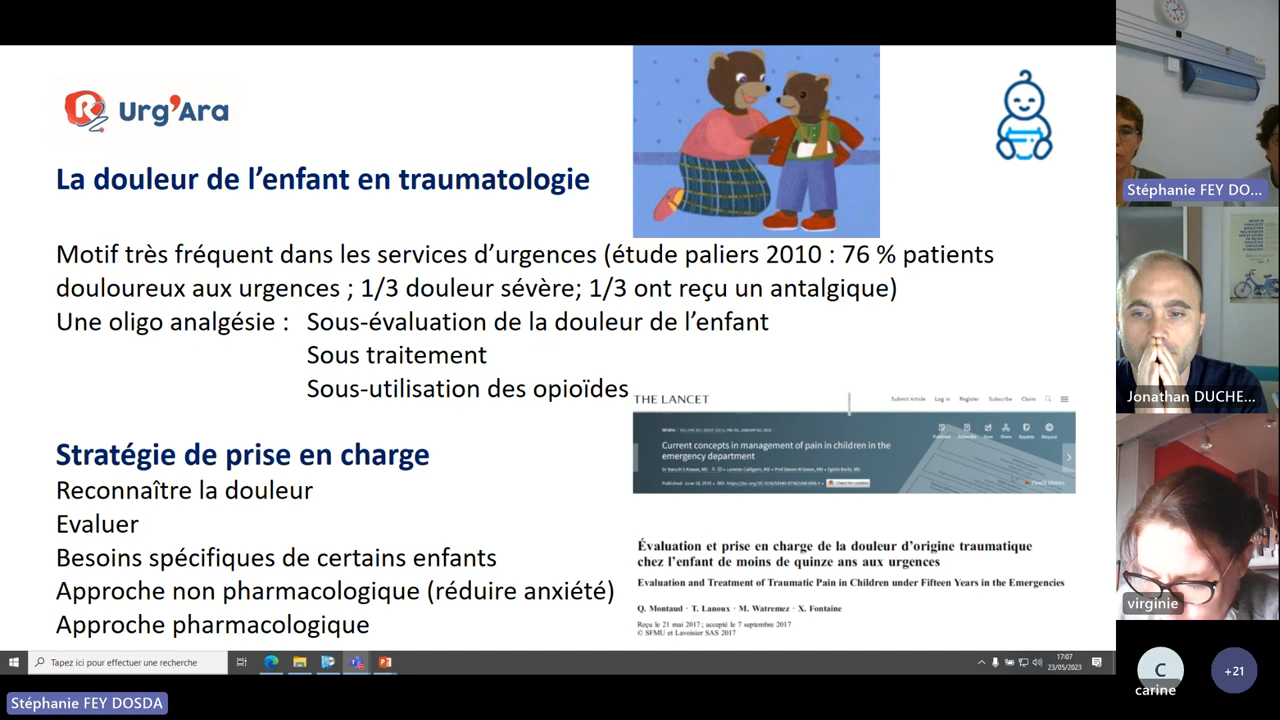 Urg'Ara
La douleur de l'enfant en traumatologie
Motif très fréquent dans les services d'urgences (étude paliers 2010 : 76 % patients
douloureux aux urgences ; 1/3 douleur sévère; 1/3 ont reçu un antalgique)
Une oligo analgésie : Sous-évaluation de la douleur de l'enfant
Sous traitement
Sous-utilisation des opioïdes
THE LANCET
Submit Article Log in Register Subscribe Claim
Current concepts in management of pain in children in the
emergency department
Stratégie de prise en charge
Reconnaître la douleur
Evaluer
Besoins spécifiques de certains enfants
Approche non pharmacologique (réduire anxiété)
Approche pharmacologique
Évaluation et prise en charge de la douleur d'origine traumatique
chez l'enfant de moins de quinze ans aux urgences
Evaluation and Treatment of Traumatic Pain in Children under Fifteen Years in the Emergencies
Q. Montaud · T. Lanoux · M. Watremez · X. Fontaine
Reçu le 21 mai 2017 ; accepté le 7 septembre 2017
© SFMU et Lavoisier SAS 2017
Tapez ici pour effectuer une recherche
17:07
23/05/2023
Stéphanie FEY DOSDA
Stéphanie FEY DO...
Jonathan DUCHE...
virginie
C
carine
+21